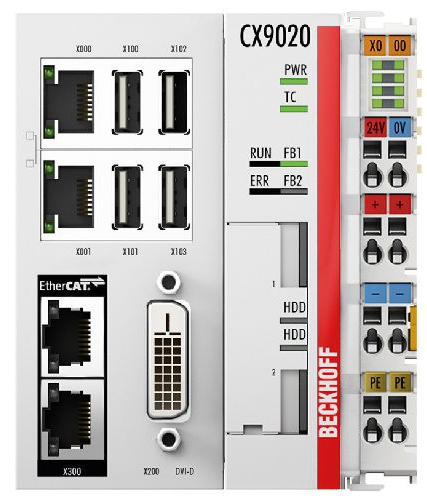 X000 X100 X102
CX9020
X0 00
PWR
TC
24V 0V
RUN FB1
ERR FB2
+ +
X001 X101 X103
EtherCAT.
1
HDD
HDD
− −
2
BECKHOFF
PE PE
X300 X200 DVI-D